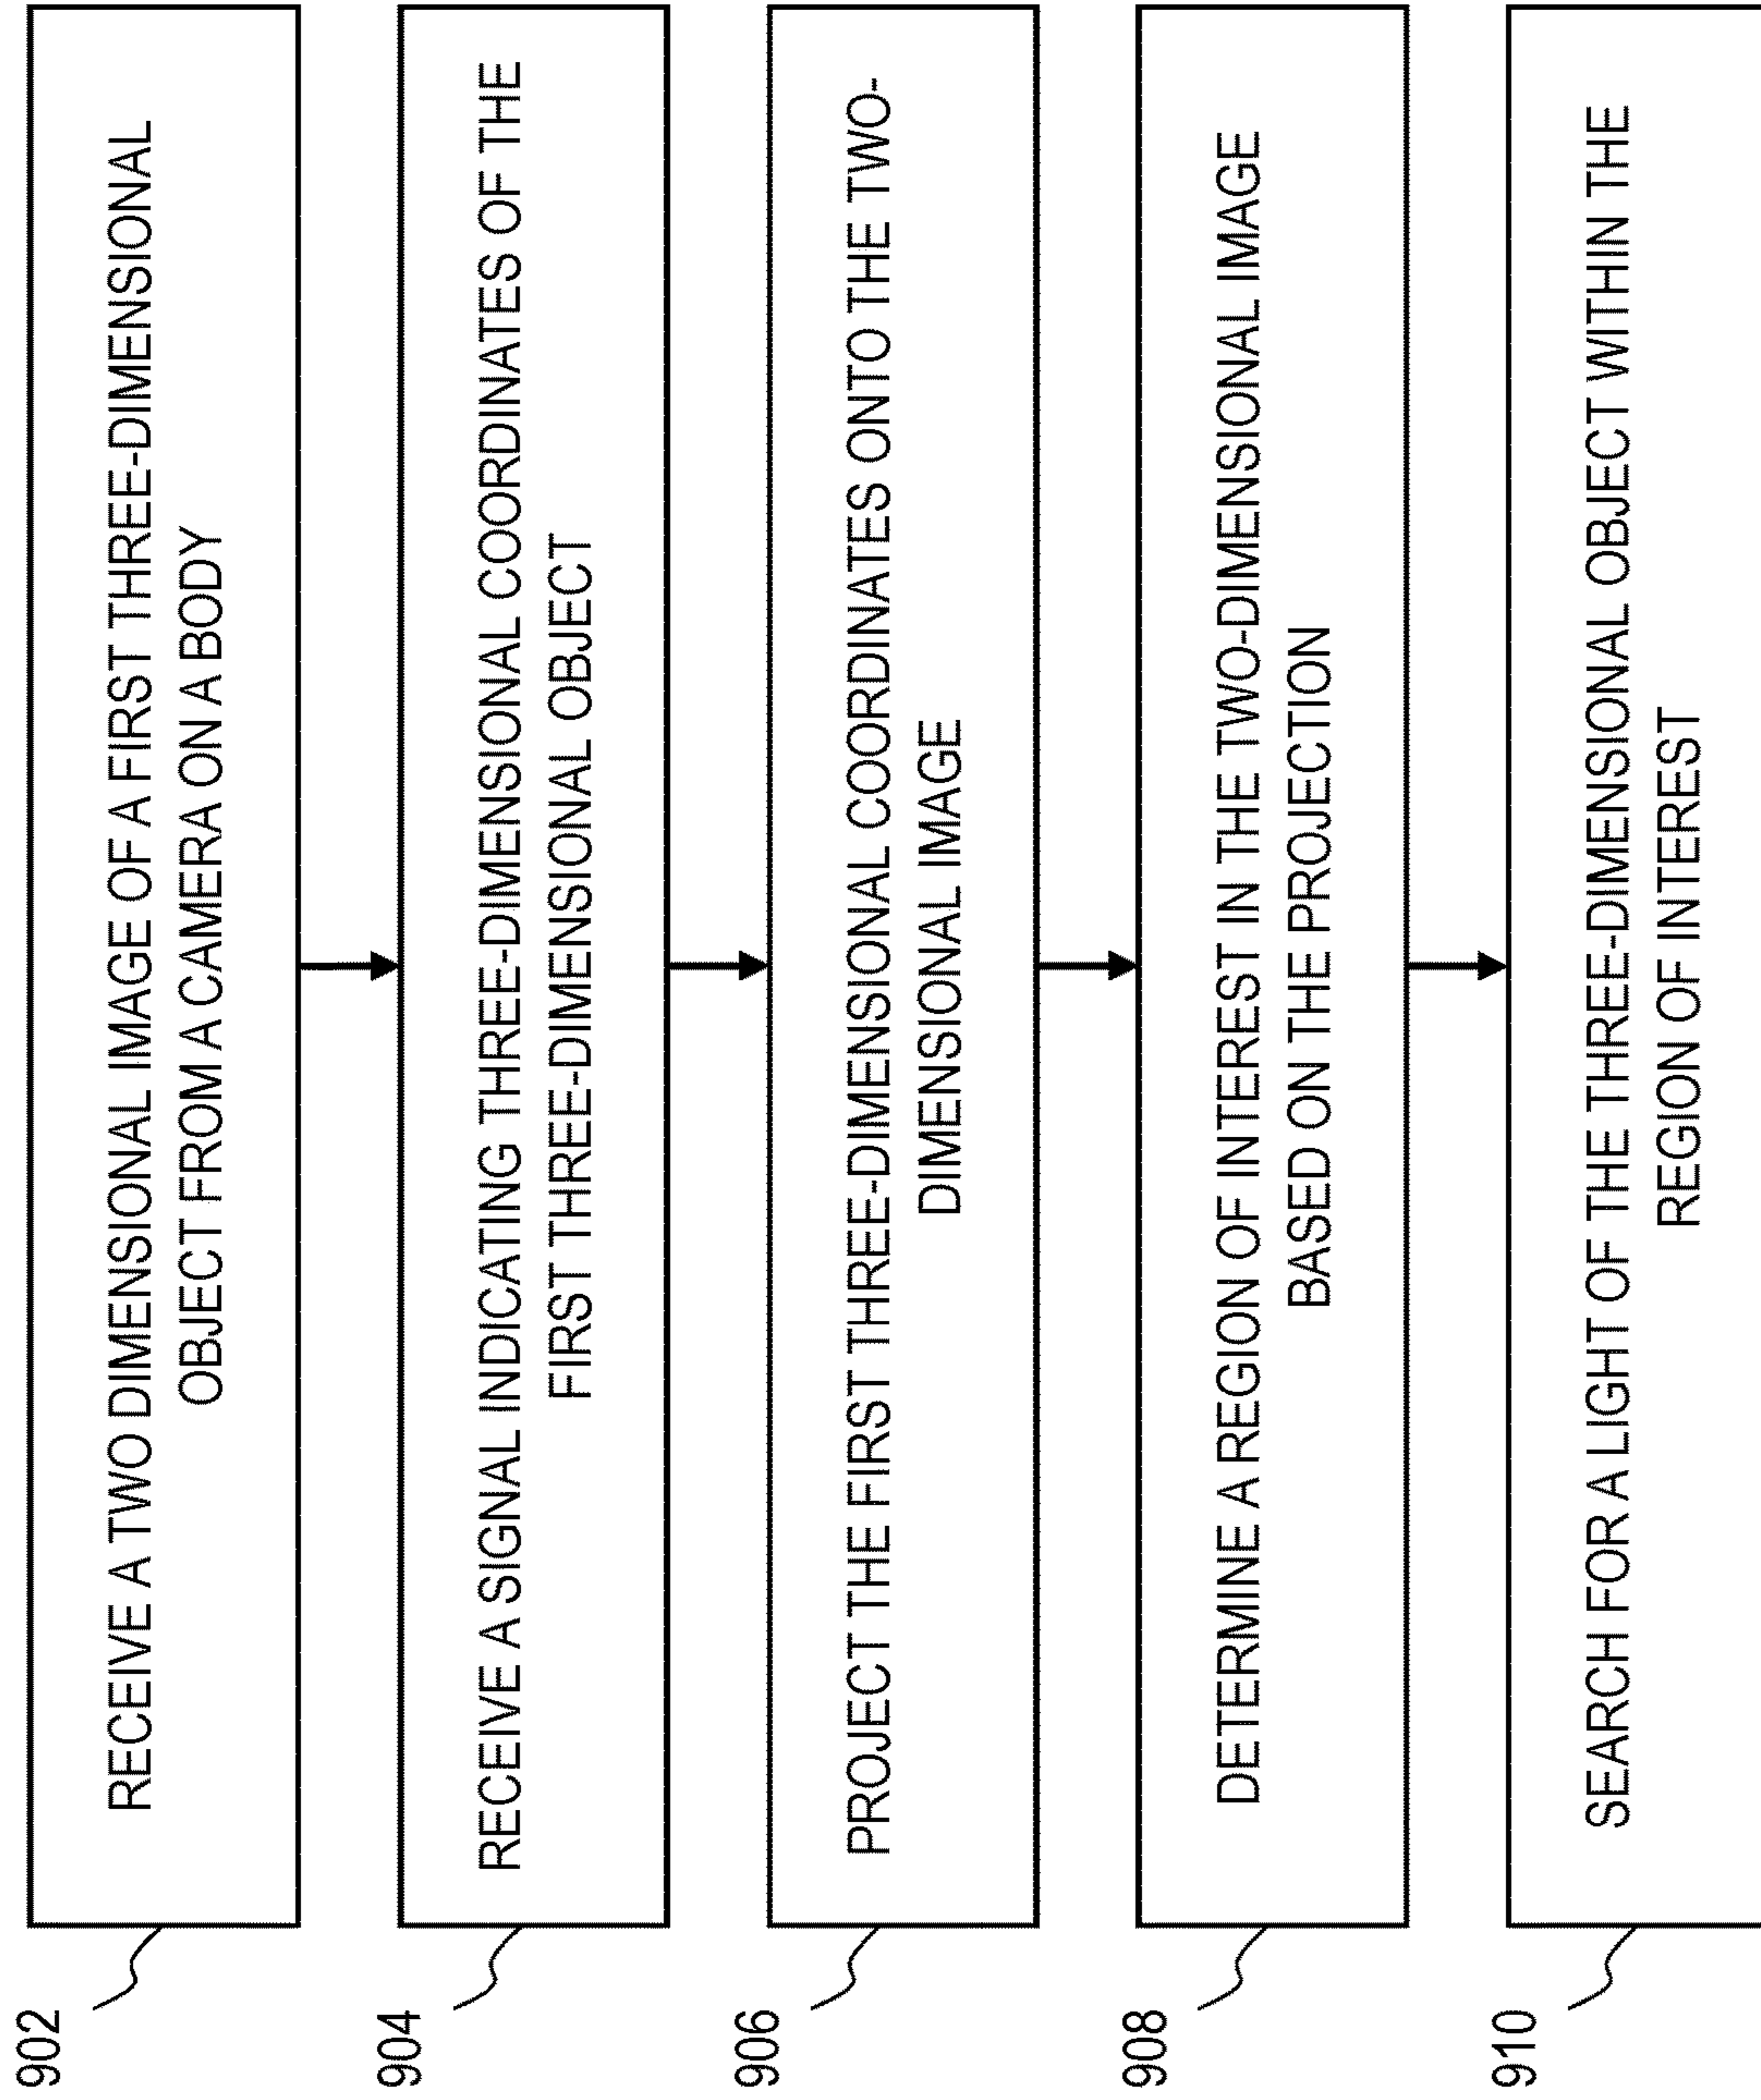 902
RECEIVE A TWO DIMENSIONAL IMAGE OF A FIRST THREE-DIMENSIONAL
OBJECT FROM A CAMERA ON A BODY
904
RECEIVE A SIGNAL INDICATING THREE-DIMENSIONAL COORDINATES OF THE
FIRST THREE-DIMENSIONAL OBJECT
906
PROJECT THE FIRST THREE-DIMENSIONAL COORDINATES ONTO THE TWO-
DIMENSIONAL IMAGE
908
DETERMINE A REGION OF INTEREST IN THE TWO-DIMENSIONAL IMAGE
BASED ON THE PROJECTION
910
SEARCH FOR A LIGHT OF THE THREE-DIMENSIONAL OBJECT WITHIN THE
REGION OF INTEREST